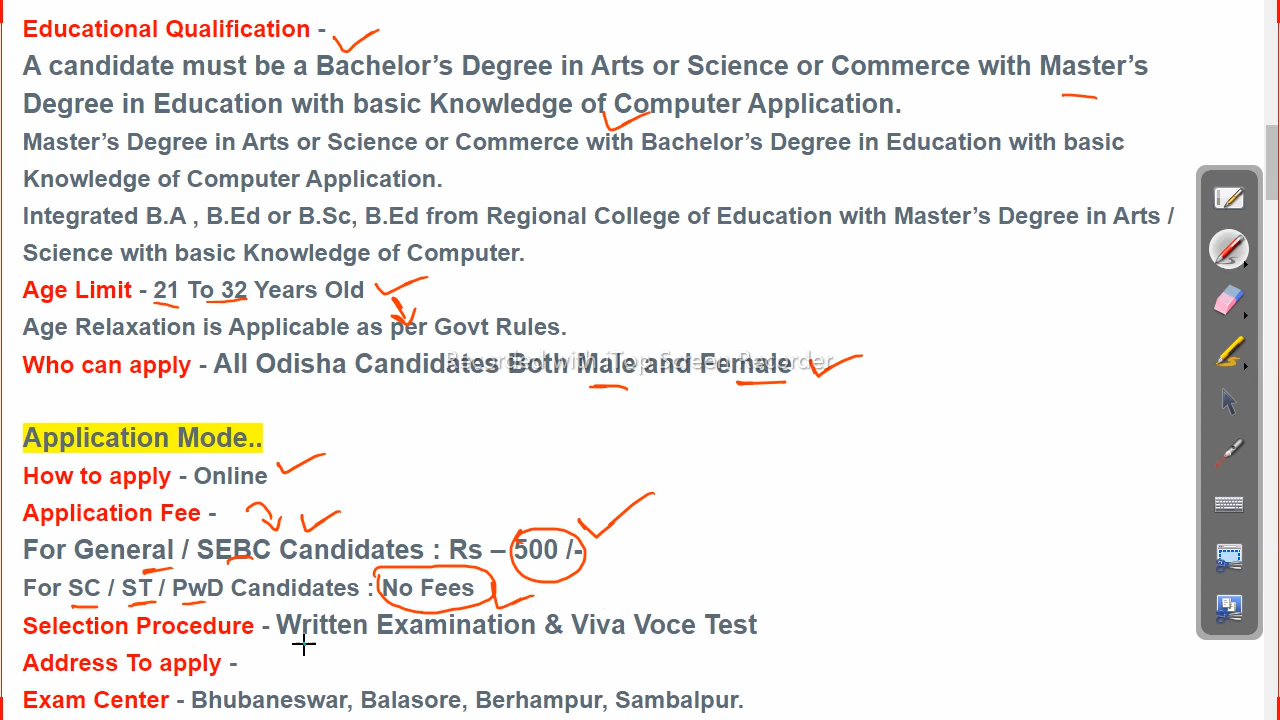 Educational Qualification -
A candidate must be a Bachelor’s Degree in Arts or Science or Commerce with Master’s
Degree in Education with basic Knowledge of Computer Application.
Master’s Degree in Arts or Science or Commerce with Bachelor’s Degree in Education with basic
Knowledge of Computer Application.
Integrated B.A , B.Ed or B.Sc, B.Ed from Regional College of Education with Master’s Degree in Arts /
Science with basic Knowledge of Computer.
Age Limit - 21 To 32 Years Old
Age Relaxation is Applicable as per Govt Rules.
Who can apply - All Odisha Candidates Both Male and Female
Recorded with iTop Screen Recorder
Application Mode..
How to apply - Online
Application Fee -
For General / SEBC Candidates : Rs – 500 /-
For SC / ST / PwD Candidates : No Fees
Selection Procedure - Written Examination & Viva Voce Test
Address To apply -
Exam Center - Bhubaneswar, Balasore, Berhampur, Sambalpur.